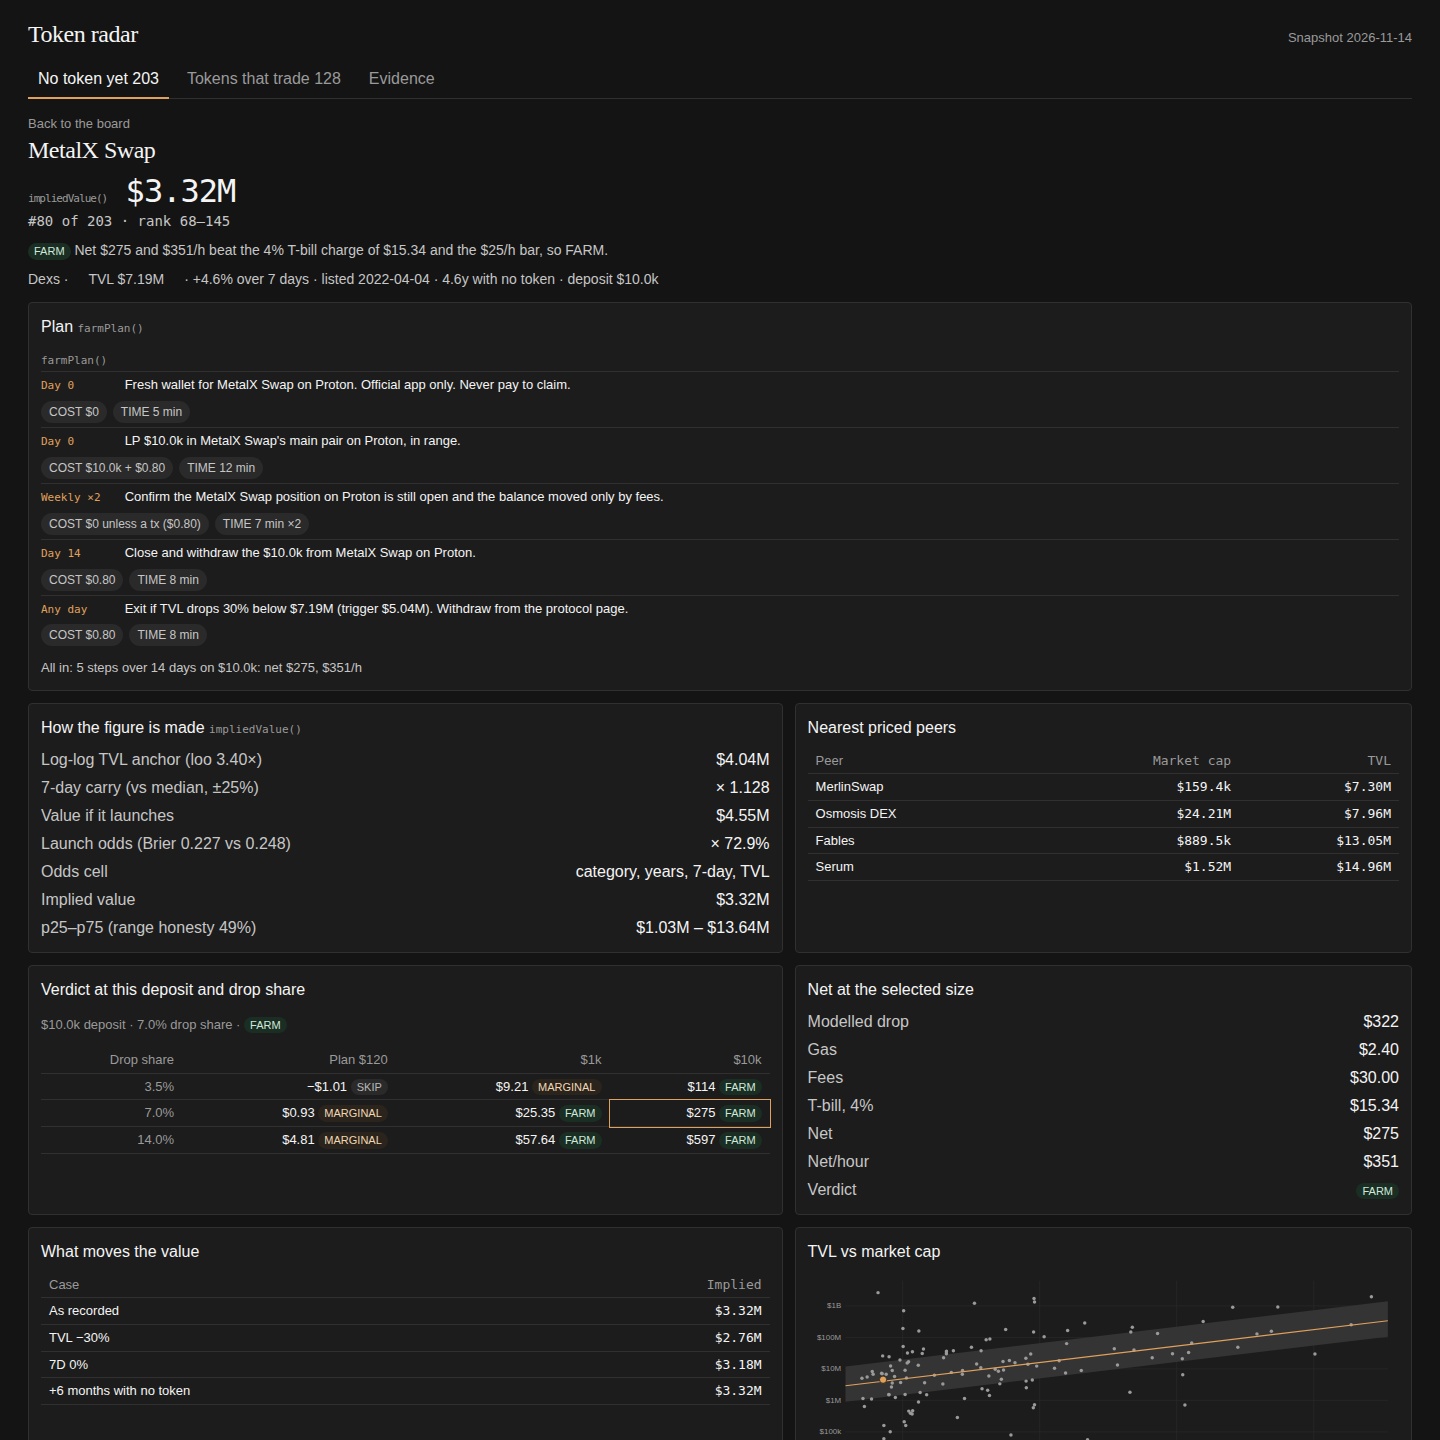 Token radar
Snapshot 2026-11-14
No token yet 203 Tokens that trade 128 Evidence
Back to the board
MetalX Swap
impliedValue() $3.32M
#80 of 203 · rank 68–145
FARM Net $275 and $351/h beat the 4% T-bill charge of $15.34 and the $25/h bar, so FARM.
Dexs · TVL $7.19M · +4.6% over 7 days · listed 2022-04-04 · 4.6y with no token · deposit $10.0k
Plan farmPlan()
farmPlan()
Day 0 Fresh wallet for MetalX Swap on Proton. Official app only. Never pay to claim.
COST $0 TIME 5 min
Day 0 LP $10.0k in MetalX Swap's main pair on Proton, in range.
COST $10.0k + $0.80 TIME 12 min
Weekly ×2 Confirm the MetalX Swap position on Proton is still open and the balance moved only by fees.
COST $0 unless a tx ($0.80) TIME 7 min ×2
Day 14 Close and withdraw the $10.0k from MetalX Swap on Proton.
COST $0.80 TIME 8 min
Any day Exit if TVL drops 30% below $7.19M (trigger $5.04M). Withdraw from the protocol page.
COST $0.80 TIME 8 min
All in: 5 steps over 14 days on $10.0k: net $275, $351/h
How the figure is made impliedValue()
Log-log TVL anchor (loo 3.40×) $4.04M
7-day carry (vs median, ±25%) × 1.128
Value if it launches $4.55M
Launch odds (Brier 0.227 vs 0.248) × 72.9%
Odds cell category, years, 7-day, TVL
Implied value $3.32M
p25–p75 (range honesty 49%) $1.03M – $13.64M
Nearest priced peers
Peer Market cap TVL
MerlinSwap $159.4k $7.30M
Osmosis DEX $24.21M $7.96M
Fables $889.5k $13.05M
Serum $1.52M $14.96M
Verdict at this deposit and drop share
$10.0k deposit · 7.0% drop share · FARM
Drop share Plan $120 $1k $10k
3.5% −$1.01 SKIP $9.21 MARGINAL $114 FARM
7.0% $0.93 MARGINAL $25.35 FARM $275 FARM
14.0% $4.81 MARGINAL $57.64 FARM $597 FARM
Net at the selected size
Modelled drop $322
Gas $2.40
Fees $30.00
T-bill, 4% $15.34
Net $275
Net/hour $351
Verdict FARM
What moves the value
Case Implied
As recorded $3.32M
TVL −30% $2.76M
7D 0% $3.18M
+6 months with no token $3.32M
TVL vs market cap
$1B
$100M
$10M
$1M
$100k